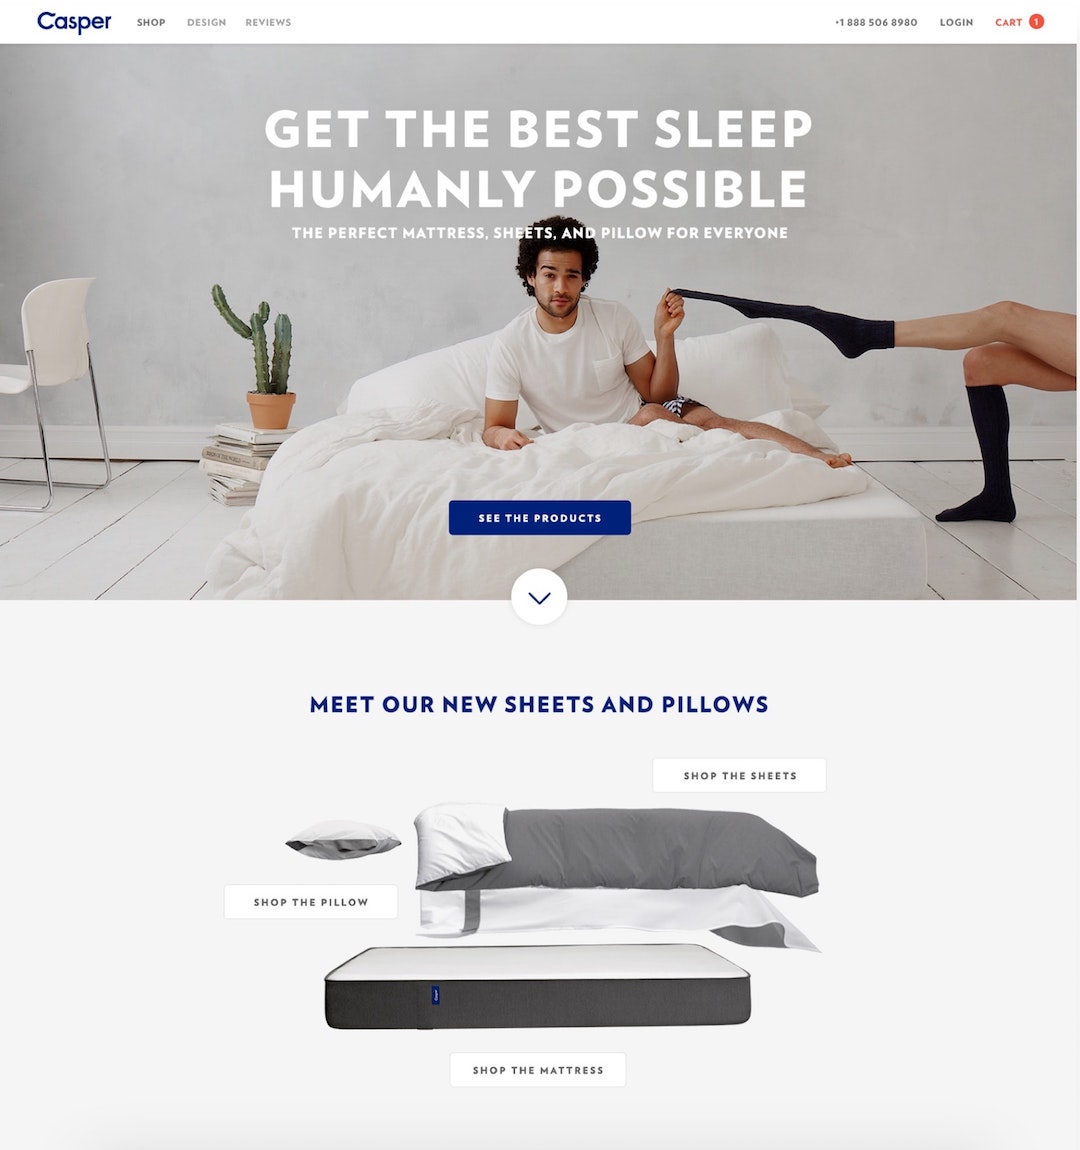 Casper
SHOP
DESIGN
REVIEWS
+1 888 506 8980
LOGIN
CART 1
GET THE BEST SLEEP
HUMANLY POSSIBLE
THE PERFECT MATTRESS, SHEETS, AND PILLOW FOR EVERYONE
SEE THE PRODUCTS
MEET OUR NEW SHEETS AND PILLOWS
SHOP THE SHEETS
SHOP THE PILLOW
Casper
SHOP THE MATTRESS